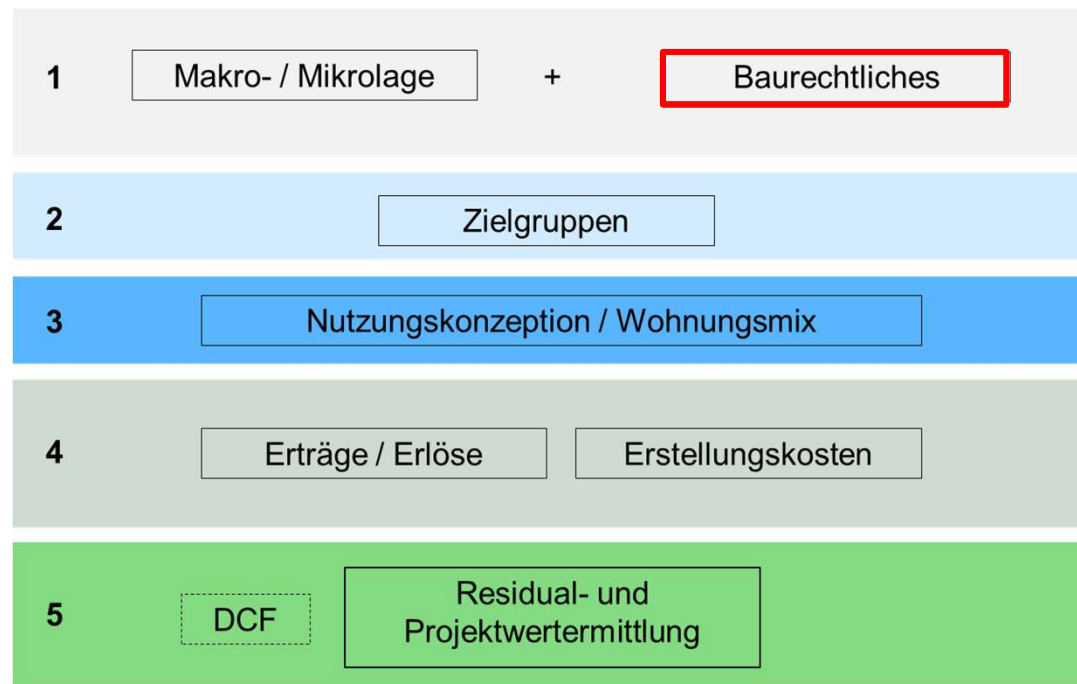 1 Makro- / Mikrolage + Baurechtliches
2 Zielgruppen
3 Nutzungskonzeption / Wohnungsmix
4 Erträge / Erlöse Erstellungskosten
5 DCF Residual- und
Projektwertermittlung